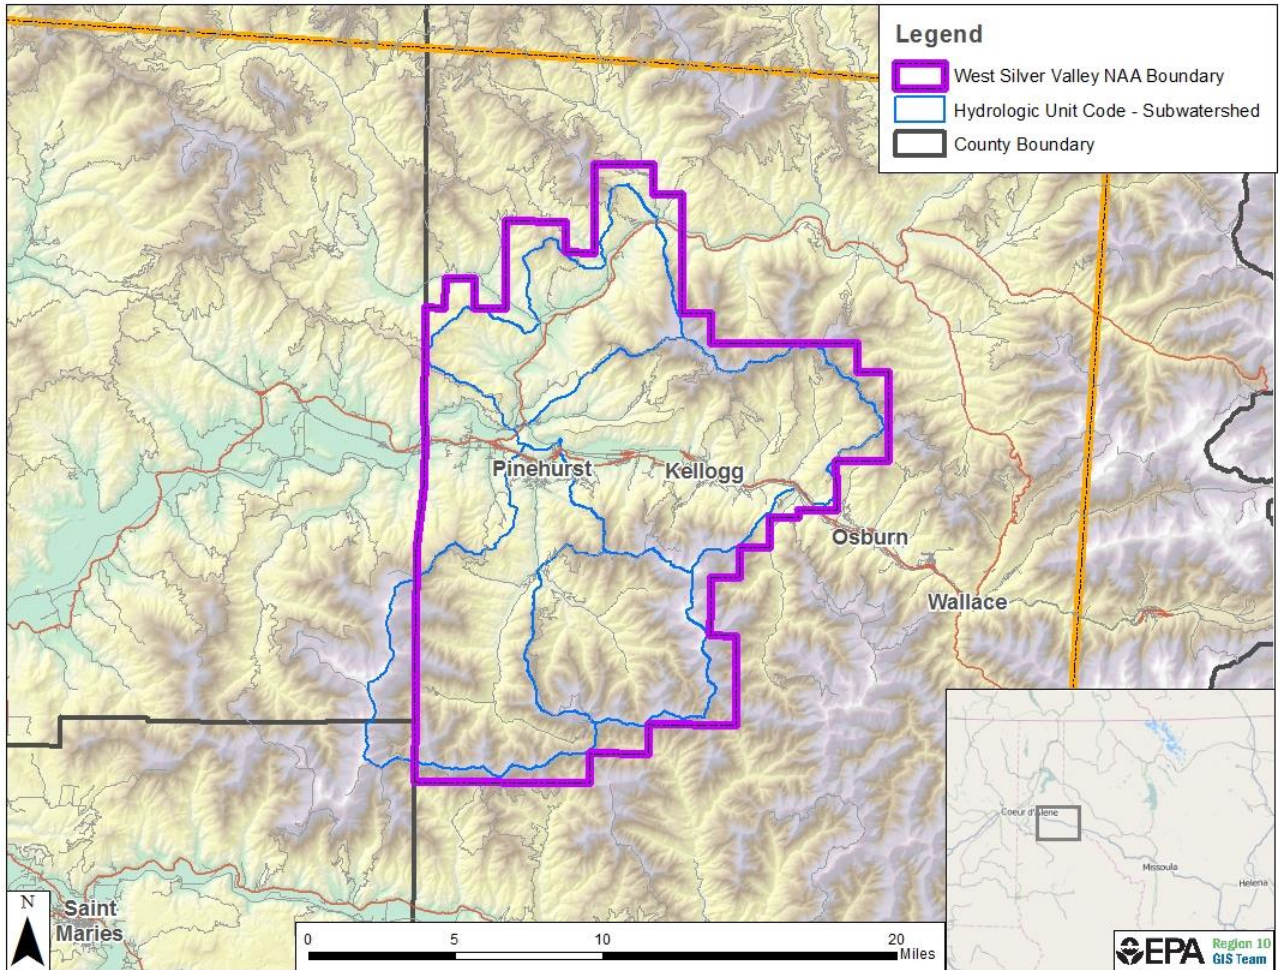 Legend
West Silver Valley NAA Boundary
Hydrologic Unit Code - Subwatershed
County Boundary
Pinehurst
Kellogg
Osburn
Wallace
Saint
Maries
N
0 5 10 20
Miles
Coeur d'Alene
Missoula
Helena
EPA
Region 10
GIS Team